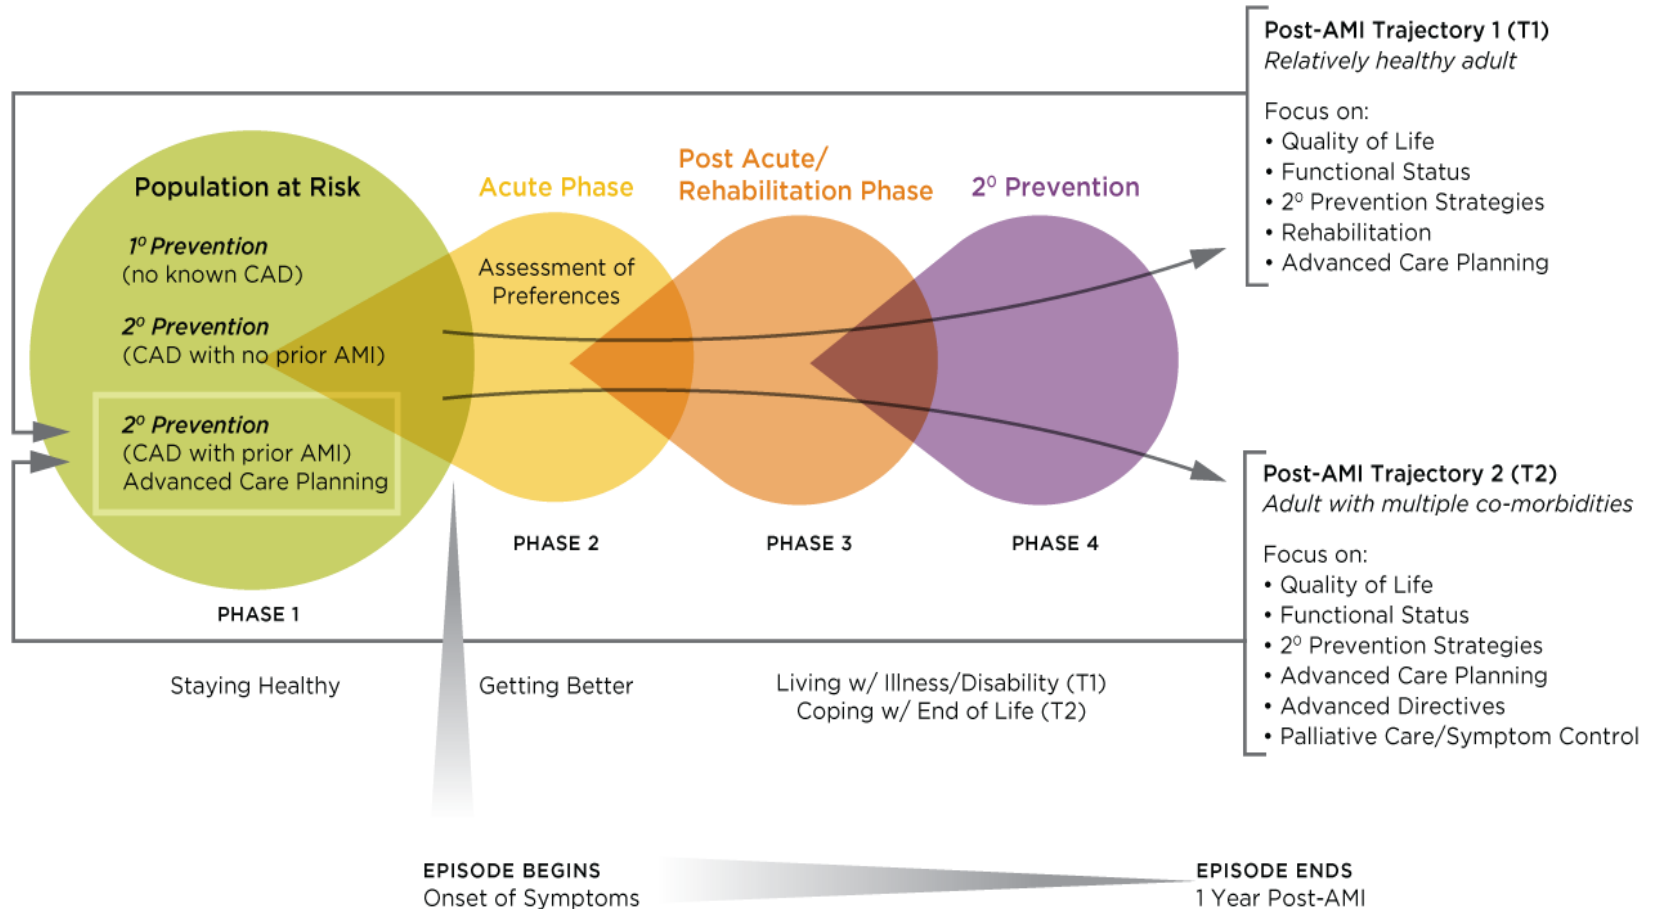 Post-AMI Trajectory 1 (T1)
Relatively healthy adult
Focus on:
• Quality of Life
• Functional Status
• 2⁰ Prevention Strategies
• Rehabilitation
• Advanced Care Planning
Population at Risk
1⁰ Prevention
(no known CAD)
2⁰ Prevention
(CAD with no prior AMI)
2⁰ Prevention
(CAD with prior AMI)
Advanced Care Planning
PHASE 1
Acute Phase
Assessment of
Preferences
PHASE 2
Post Acute/
Rehabilitation Phase
PHASE 3
2⁰ Prevention
PHASE 4
Post-AMI Trajectory 2 (T2)
Adult with multiple co-morbidities
Focus on:
• Quality of Life
• Functional Status
• 2⁰ Prevention Strategies
• Advanced Care Planning
• Advanced Directives
• Palliative Care/Symptom Control
Staying Healthy
Getting Better
Living w/ Illness/Disability (T1)
Coping w/ End of Life (T2)
EPISODE BEGINS
Onset of Symptoms
EPISODE ENDS
1 Year Post-AMI